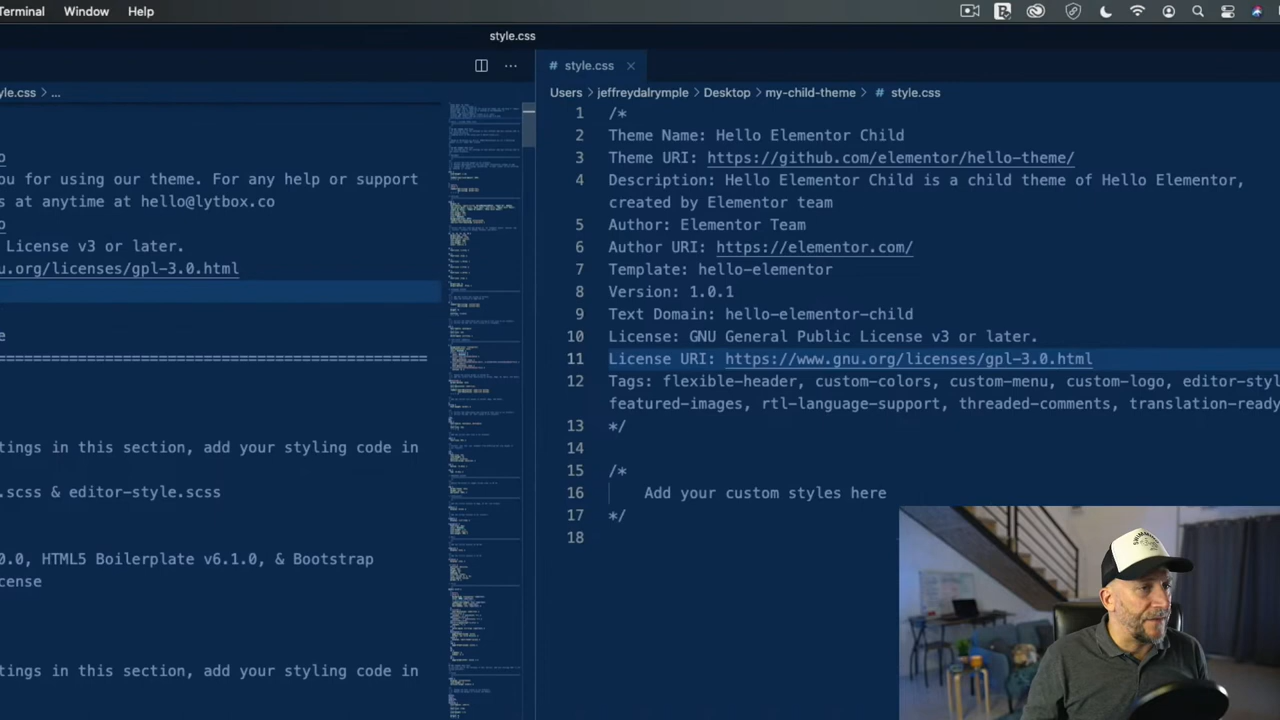 Terminal Window Help
style.css
style.css > ...
# style.css ×
Users > jeffreydalrymple > Desktop > my-child-theme > # style.css
ou for using our theme. For any help or support
s at anytime at hello@lytbox.co
License v3 or later.
u.org/licenses/gpl-3.0.html
e
================================================
tings in this section, add your styling code in
.scss & editor-style.scss
0.0, HTML5 Boilerplate v6.1.0, & Bootstrap
cense
tings in this section, add your styling code in
1 /*
2 Theme Name: Hello Elementor Child
3 Theme URI: https://github.com/elementor/hello-theme/
4 Description: Hello Elementor Child is a child theme of Hello Elementor,
created by Elementor team
5 Author: Elementor Team
6 Author URI: https://elementor.com/
7 Template: hello-elementor
8 Version: 1.0.1
9 Text Domain: hello-elementor-child
10 License: GNU General Public License v3 or later.
11 License URI: https://www.gnu.org/licenses/gpl-3.0.html
12 Tags: flexible-header, custom-colors, custom-menu, custom-logo, editor-styl
featured-images, rtl-language-support, threaded-comments, translation-ready
13 */
14
15 /*
16 Add your custom styles here
17 */
18